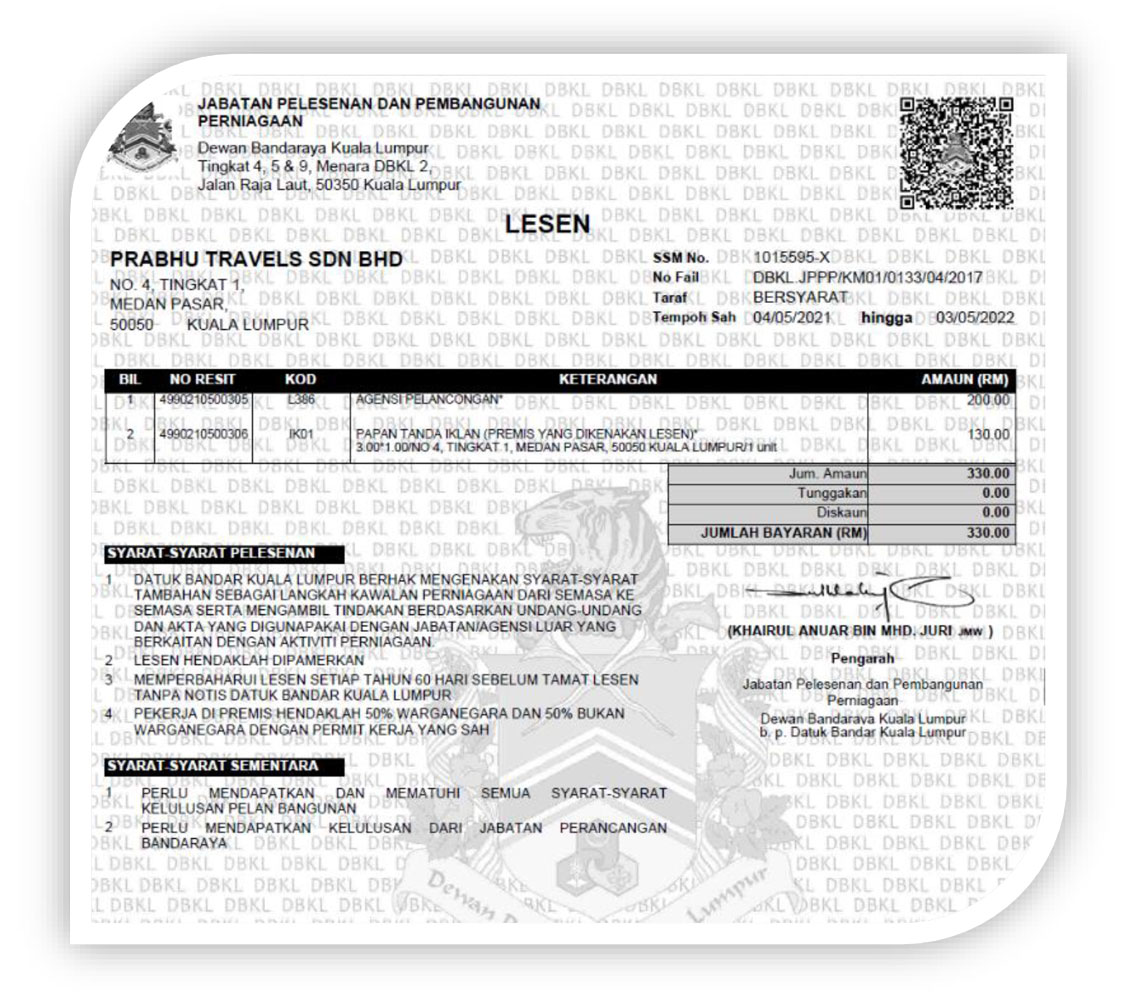 JABATAN PELESENAN DAN PEMBANGUNAN
PERNIAGAAN
Dewan Bandaraya Kuala Lumpur
Tingkat 4, 5 & 9, Menara DBKL 2,
Jalan Raja Laut, 50350 Kuala Lumpur
LESEN
PRABHU TRAVELS SDN BHD
NO. 4, TINGKAT 1,
MEDAN PASAR,
50050 KUALA LUMPUR
SSM No. 1015595-X
No Fail DBKL.JPPP/KM01/0133/04/2017
Taraf BERSYARAT
Tempoh Sah 04/05/2021 hingga 03/05/2022
BIL NO RESIT KOD KETERANGAN AMAUN (RM)
1 4990210500305 L386 AGENSI PELANCONGAN* 200.00
2 4990210500306 IK01 PAPAN TANDA IKLAN (PREMIS YANG DIKENAKAN LESEN)* 130.00
3.00*1.00/NO 4, TINGKAT 1, MEDAN PASAR, 50050 KUALA LUMPUR/1 unit
Jum. Amaun 330.00
Tunggakan 0.00
Diskaun 0.00
JUMLAH BAYARAN (RM) 330.00
SYARAT-SYARAT PELESENAN
1 DATUK BANDAR KUALA LUMPUR BERHAK MENGENAKAN SYARAT-SYARAT
TAMBAHAN SEBAGAI LANGKAH KAWALAN PERNIAGAAN DARI SEMASA KE
SEMASA SERTA MENGAMBIL TINDAKAN BERDASARKAN UNDANG-UNDANG
DAN AKTA YANG DIGUNAPAKAI DENGAN JABATAN/AGENSI LUAR YANG
BERKAITAN DENGAN AKTIVITI PERNIAGAAN.
2 LESEN HENDAKLAH DIPAMERKAN
3 MEMPERBAHARUI LESEN SETIAP TAHUN 60 HARI SEBELUM TAMAT LESEN
TANPA NOTIS DATUK BANDAR KUALA LUMPUR
4 PEKERJA DI PREMIS HENDAKLAH 50% WARGANEGARA DAN 50% BUKAN
WARGANEGARA DENGAN PERMIT KERJA YANG SAH
SYARAT-SYARAT SEMENTARA
1 PERLU MENDAPATKAN DAN MEMATUHI SEMUA SYARAT-SYARAT
KELULUSAN PELAN BANGUNAN
2 PERLU MENDAPATKAN KELULUSAN DARI JABATAN PERANCANGAN
BANDARAYA
(KHAIRUL ANUAR BIN MHD. JURI JMW )
Pengarah
Jabatan Pelesenan dan Pembangunan
Perniagaan
Dewan Bandaraya Kuala Lumpur
b. p. Datuk Bandar Kuala Lumpur